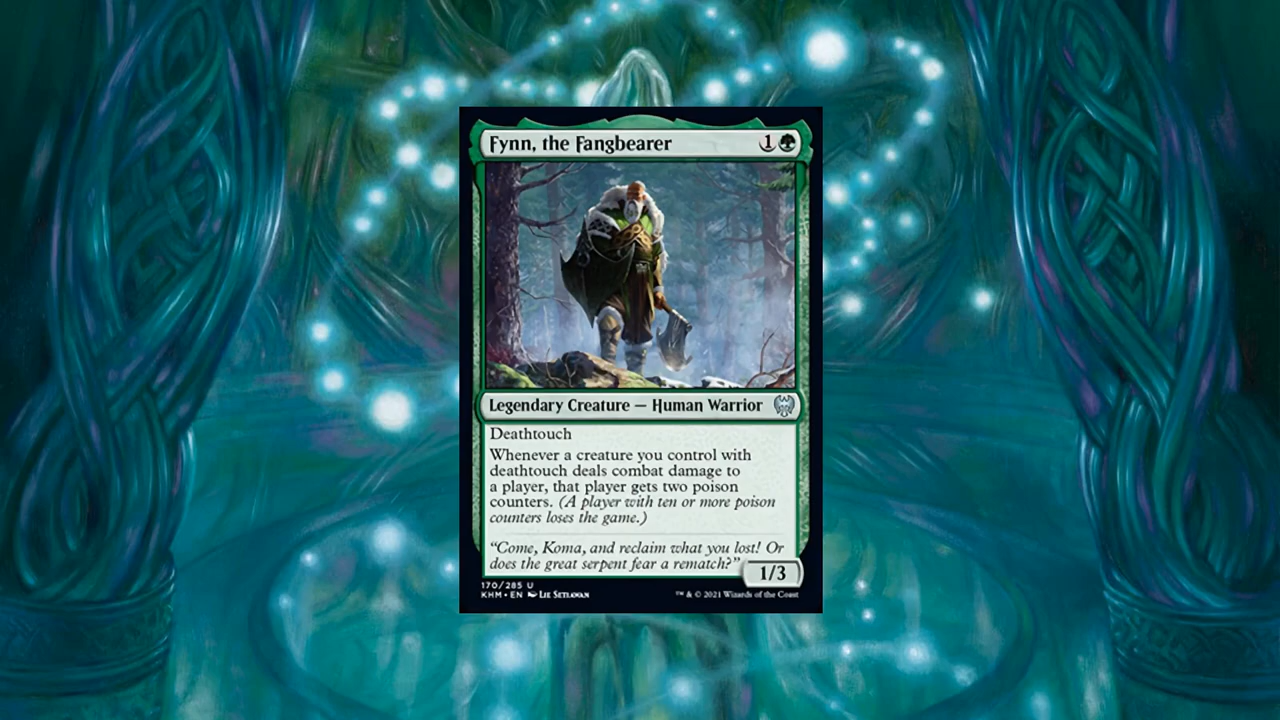 Fynn, the Fangbearer 1
Legendary Creature — Human Warrior
Deathtouch
Whenever a creature you control with
deathtouch deals combat damage to
a player, that player gets two poison
counters. (A player with ten or more poison
counters loses the game.)
“Come, Koma, and reclaim what you lost! Or
does the great serpent fear a rematch?”
1/3
170/285 U
KHM • EN Lie Setiawan ™ & © 2021 Wizards of the Coast